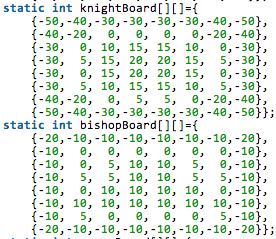 static int knightBoard[][]={
{-50,-40,-30,-30,-30,-30,-40,-50},
{-40,-20, 0, 0, 0, 0,-20,-40},
{-30, 0, 10, 15, 15, 10, 0,-30},
{-30, 5, 15, 20, 20, 15, 5,-30},
{-30, 0, 15, 20, 20, 15, 0,-30},
{-30, 5, 10, 15, 15, 10, 5,-30},
{-40,-20, 0, 5, 5, 0,-20,-40},
{-50,-40,-30,-30,-30,-30,-40,-50}};
static int bishopBoard[][]={
{-20,-10,-10,-10,-10,-10,-10,-20},
{-10, 0, 0, 0, 0, 0, 0,-10},
{-10, 0, 5, 10, 10, 5, 0,-10},
{-10, 5, 5, 10, 10, 5, 5,-10},
{-10, 0, 10, 10, 10, 10, 0,-10},
{-10, 10, 10, 10, 10, 10, 10,-10},
{-10, 5, 0, 0, 0, 0, 5,-10},
{-20,-10,-10,-10,-10,-10,-10,-20}};